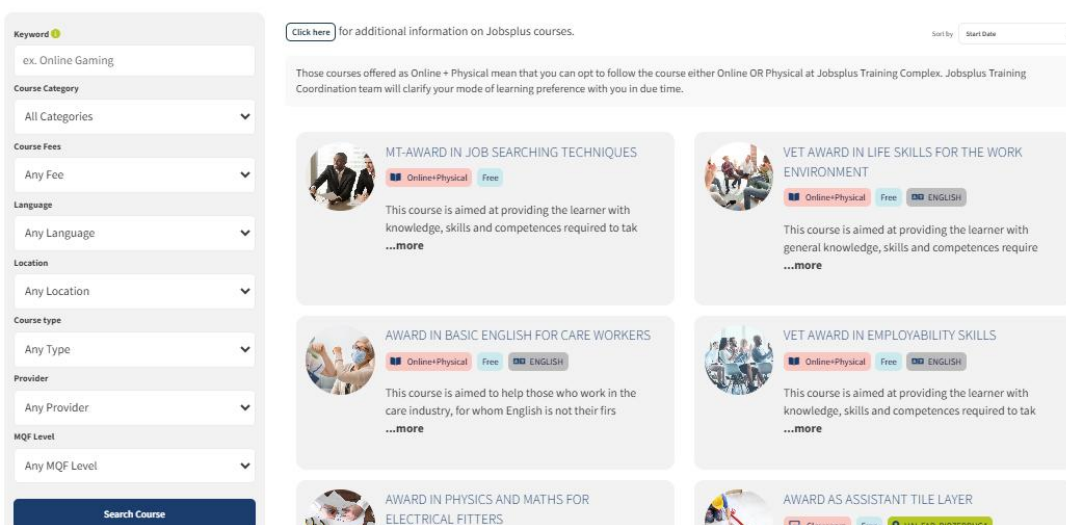 Keyword
ex. Online Gaming
Course Category
All Categories
Course Fees
Any Fee
Language
Any Language
Location
Any Location
Course type
Any Type
Provider
Any Provider
MQF Level
Any MQF Level
Search Course
Click here for additional information on Jobsplus courses.
Sort by Start Date
Those courses offered as Online + Physical mean that you can opt to follow the course either Online OR Physical at Jobsplus Training Complex. Jobsplus Training
Coordination team will clarify your mode of learning preference with you in due time.
MT-AWARD IN JOB SEARCHING TECHNIQUES
Online+Physical Free
This course is aimed at providing the learner with
knowledge, skills and competences required to tak
...more
VET AWARD IN LIFE SKILLS FOR THE WORK
ENVIRONMENT
Online+Physical Free ENGLISH
This course is aimed at providing the learner with
general knowledge, skills and competences require
...more
AWARD IN BASIC ENGLISH FOR CARE WORKERS
Online+Physical Free ENGLISH
This course is aimed to help those who work in the
care industry, for whom English is not their firs
...more
VET AWARD IN EMPLOYABILITY SKILLS
Online+Physical Free ENGLISH
This course is aimed at providing the learner with
knowledge, skills and competences required to tak
...more
AWARD IN PHYSICS AND MATHS FOR
ELECTRICAL FITTERS
AWARD AS ASSISTANT TILE LAYER
Classroom Free